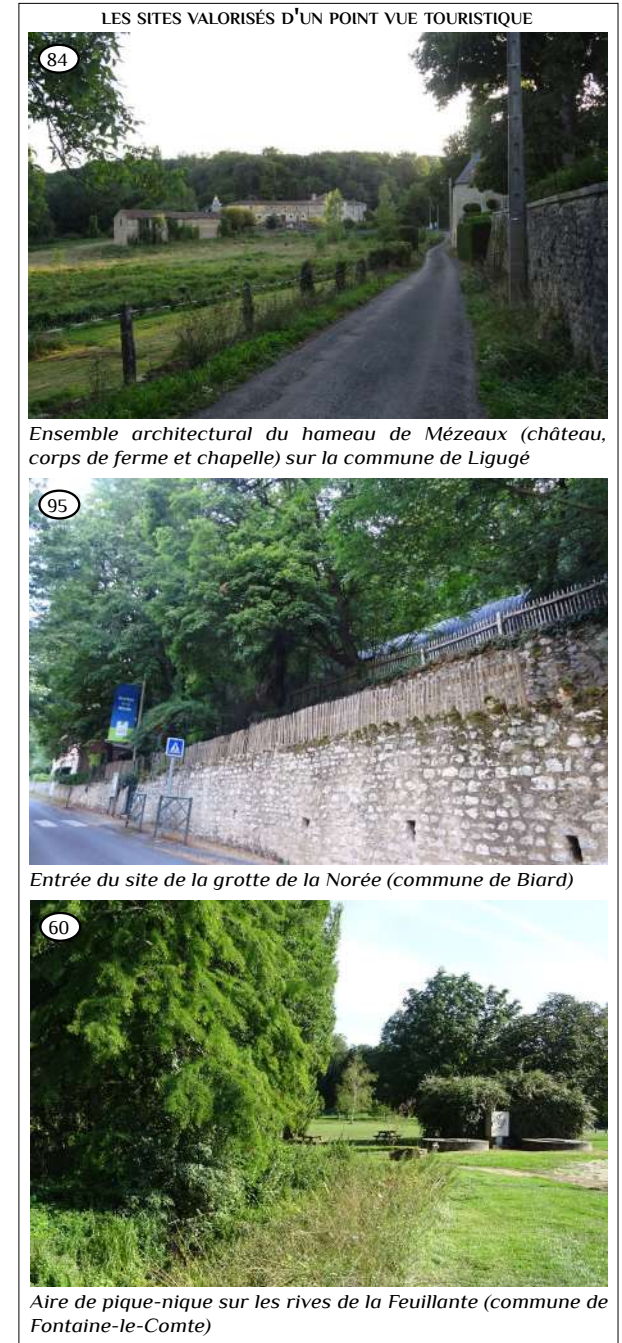 LES SITES VALORISÉS D'UN POINT VUE TOURISTIQUE
84
Ensemble architectural du hameau de Mézeaux (château,
corps de ferme et chapelle) sur la commune de Ligugé
95
Entrée du site de la grotte de la Norée (commune de Biard)
60
Aire de pique-nique sur les rives de la Feuillante (commune de
Fontaine-le-Comte)